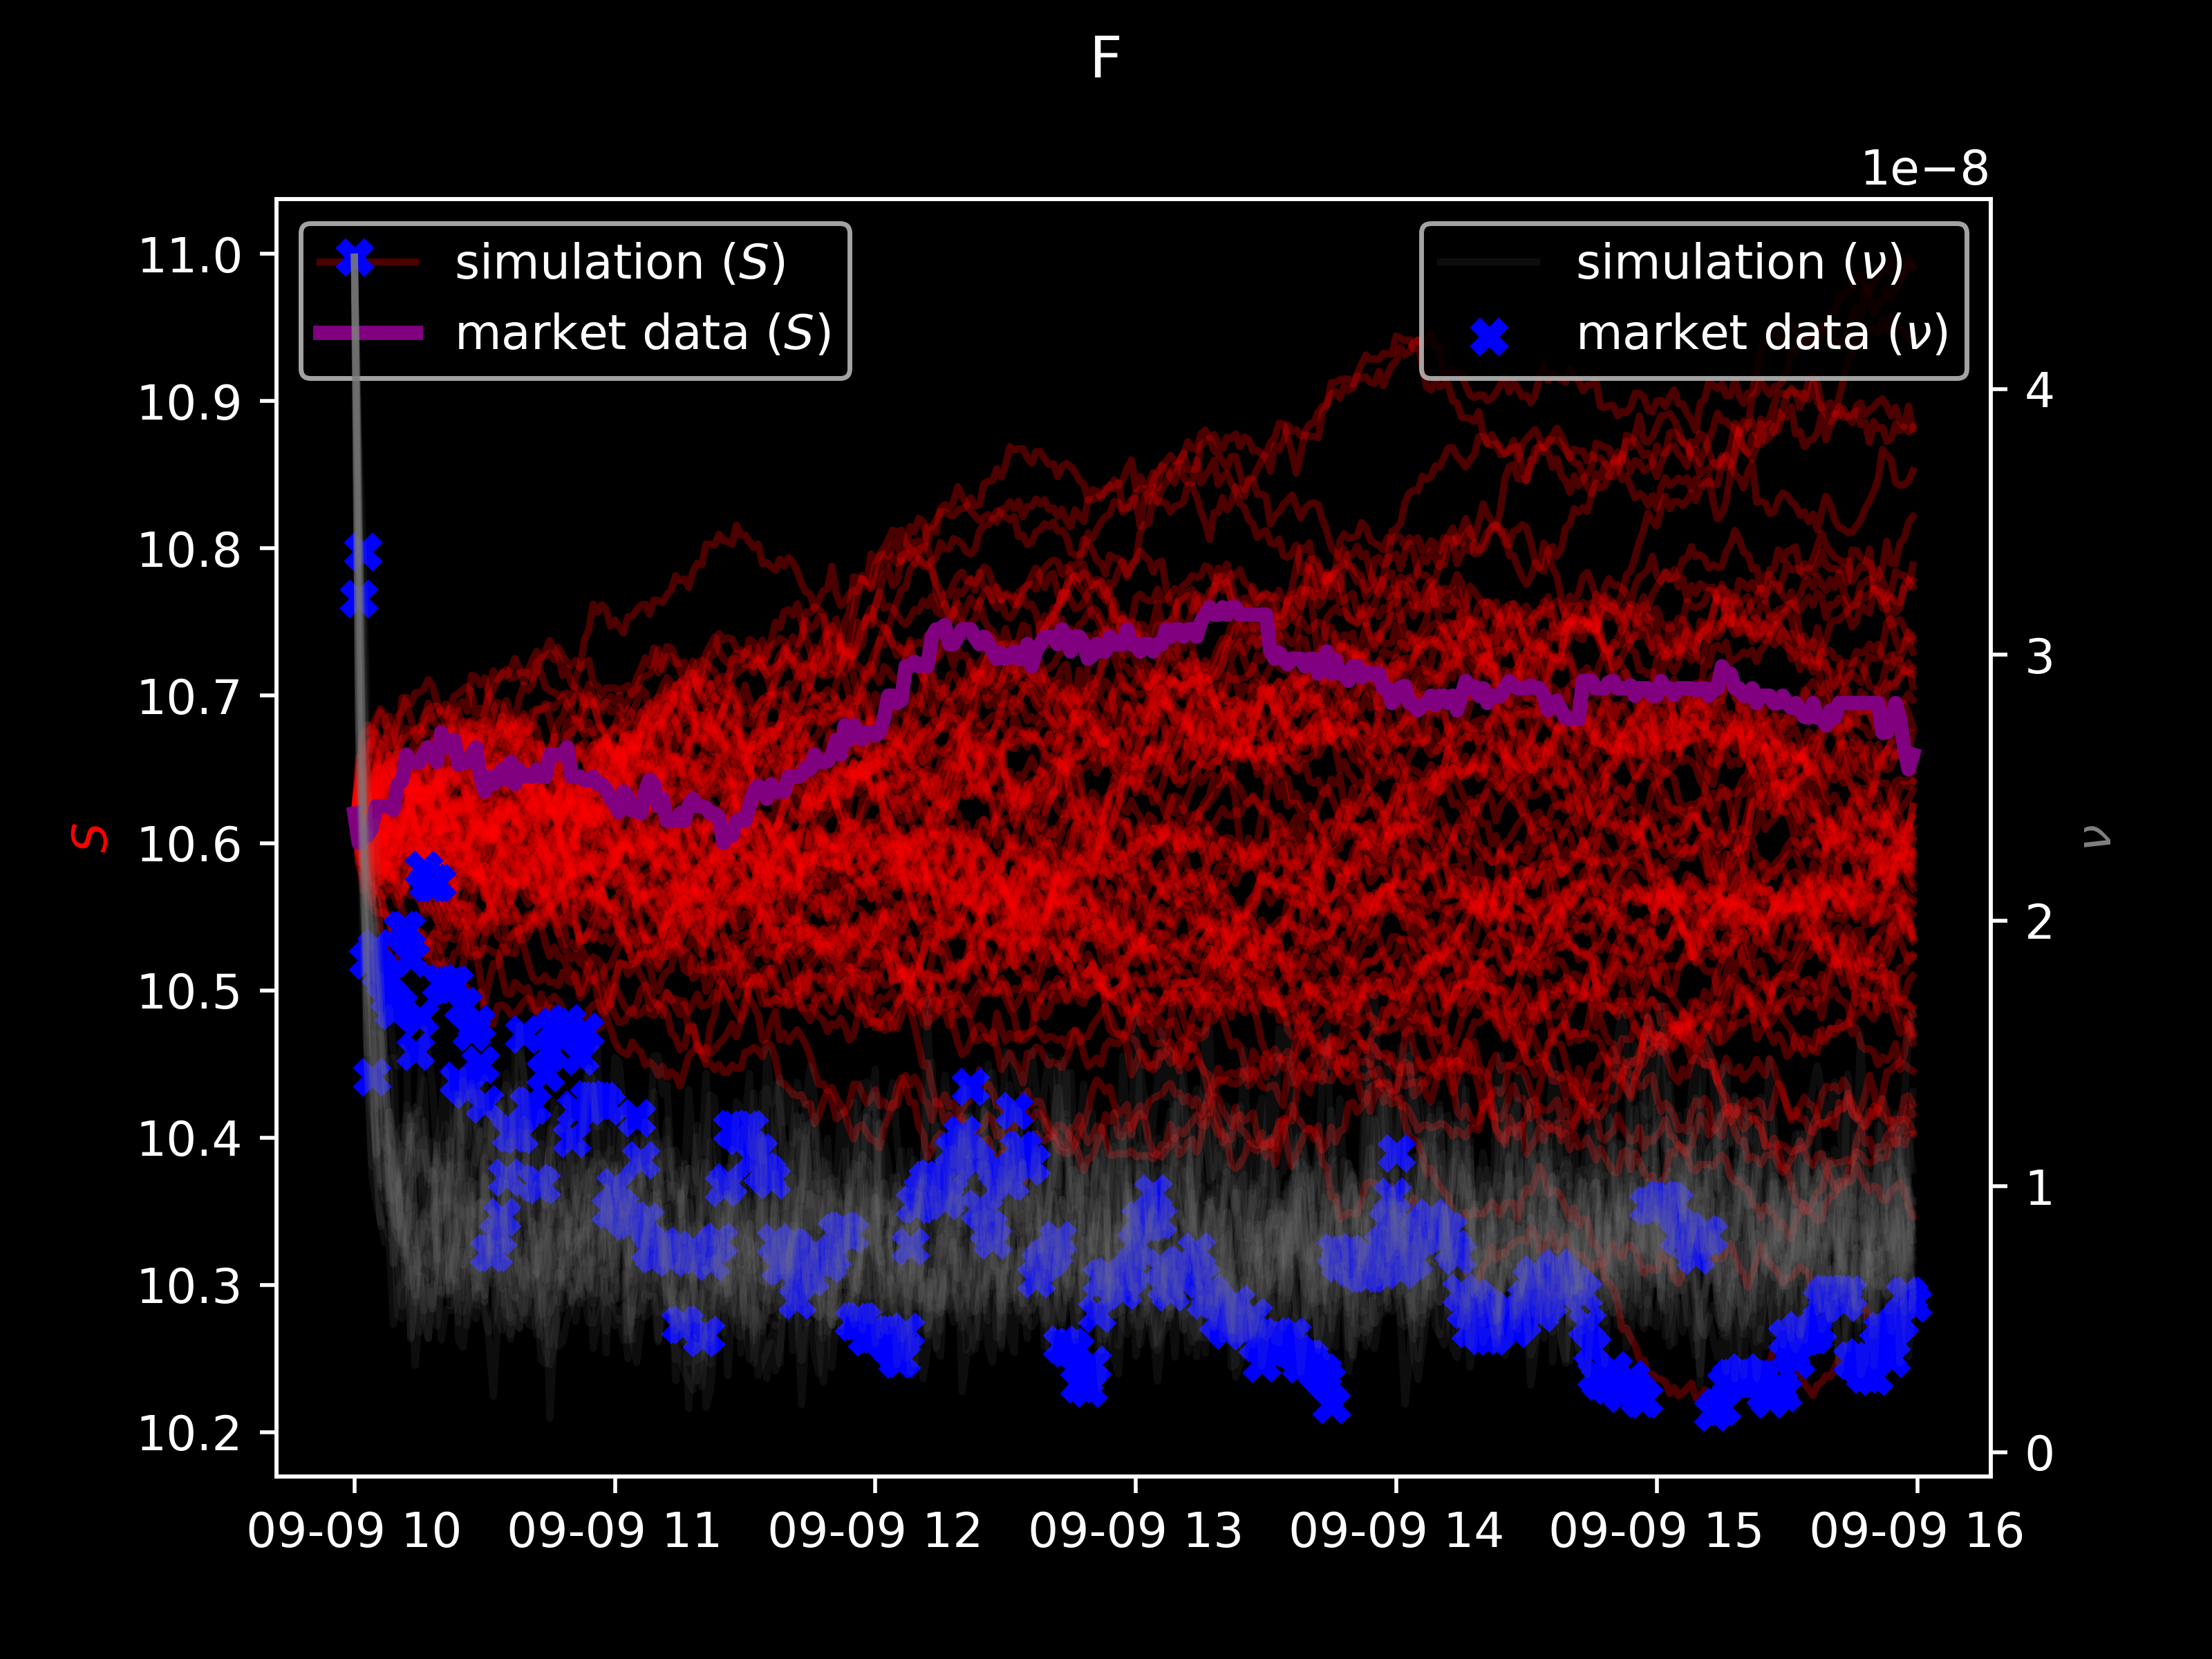 F
1e−8
simulation (S)
market data (S)
simulation (ν)
market data (ν)
11.0
10.9
10.8
10.7
10.6
10.5
10.4
10.3
10.2
S
4
3
2
1
0
ν
09-09 10
09-09 11
09-09 12
09-09 13
09-09 14
09-09 15
09-09 16